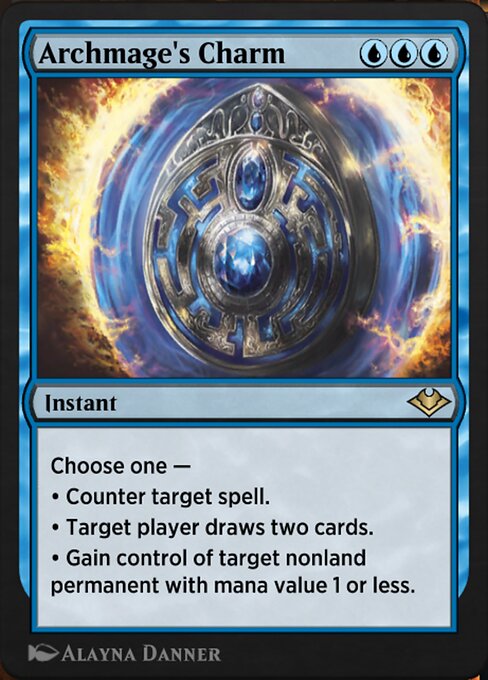 Archmage's Charm
Instant
Choose one —
• Counter target spell.
• Target player draws two cards.
• Gain control of target nonland
permanent with mana value 1 or less.
Alayna Danner